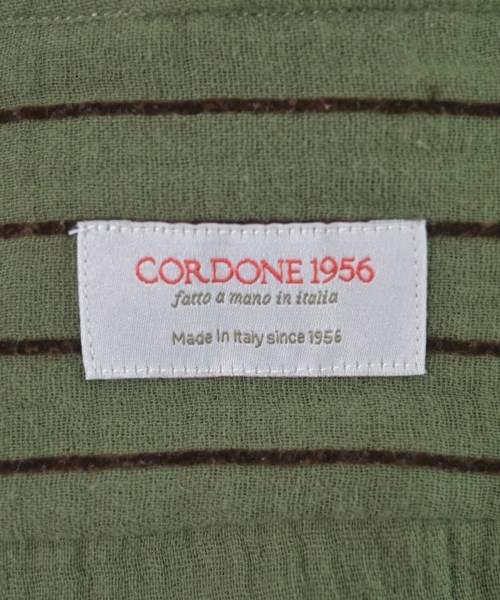 CORDONE 1956
fatto a mano in italia
Made in Italy since 1956